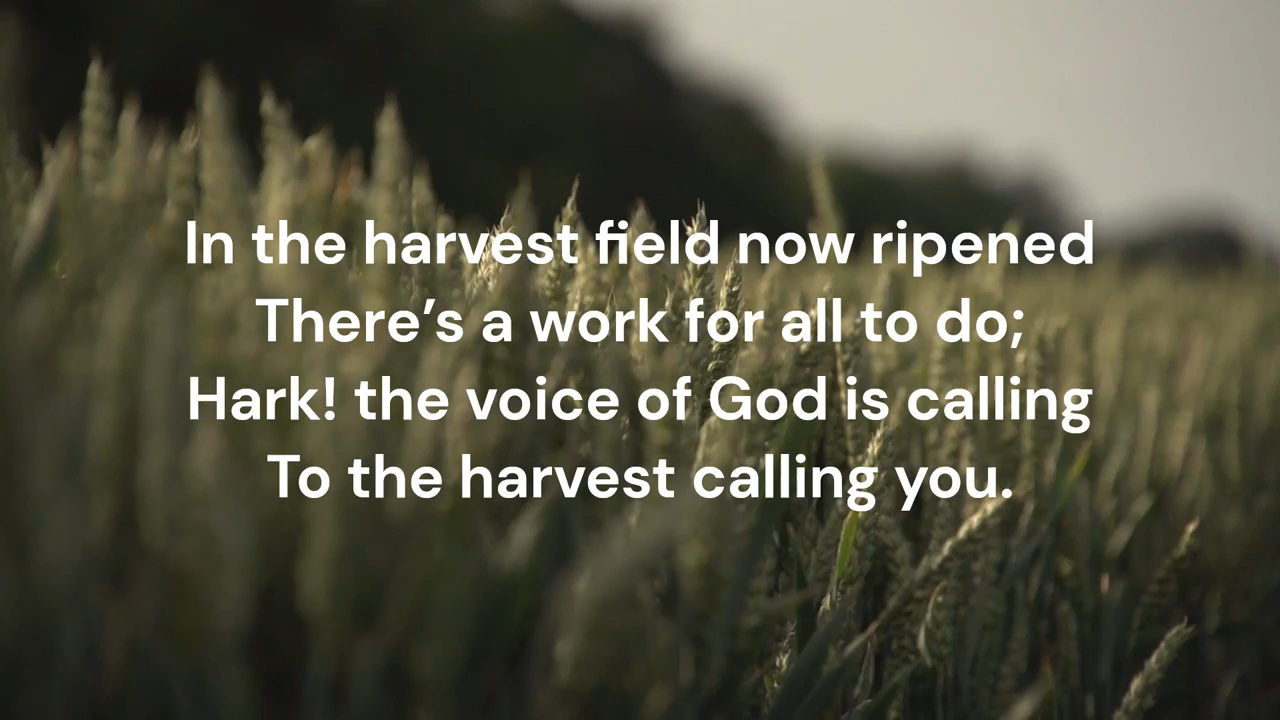 In the harvest field now ripened
There’s a work for all to do;
Hark! the voice of God is calling
To the harvest calling you.